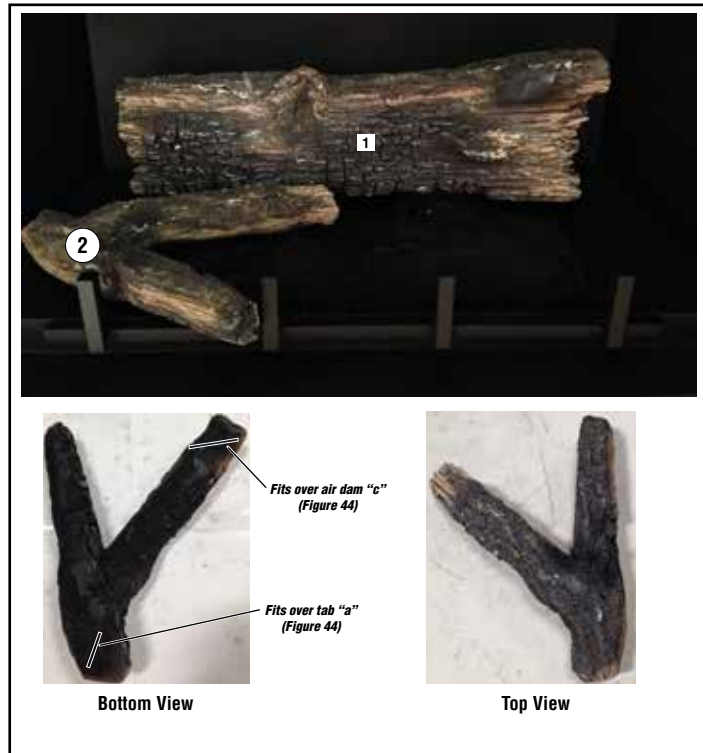 1
2
Fits over air dam “c”
(Figure 44)
Fits over tab “a”
(Figure 44)
Bottom View
Top View